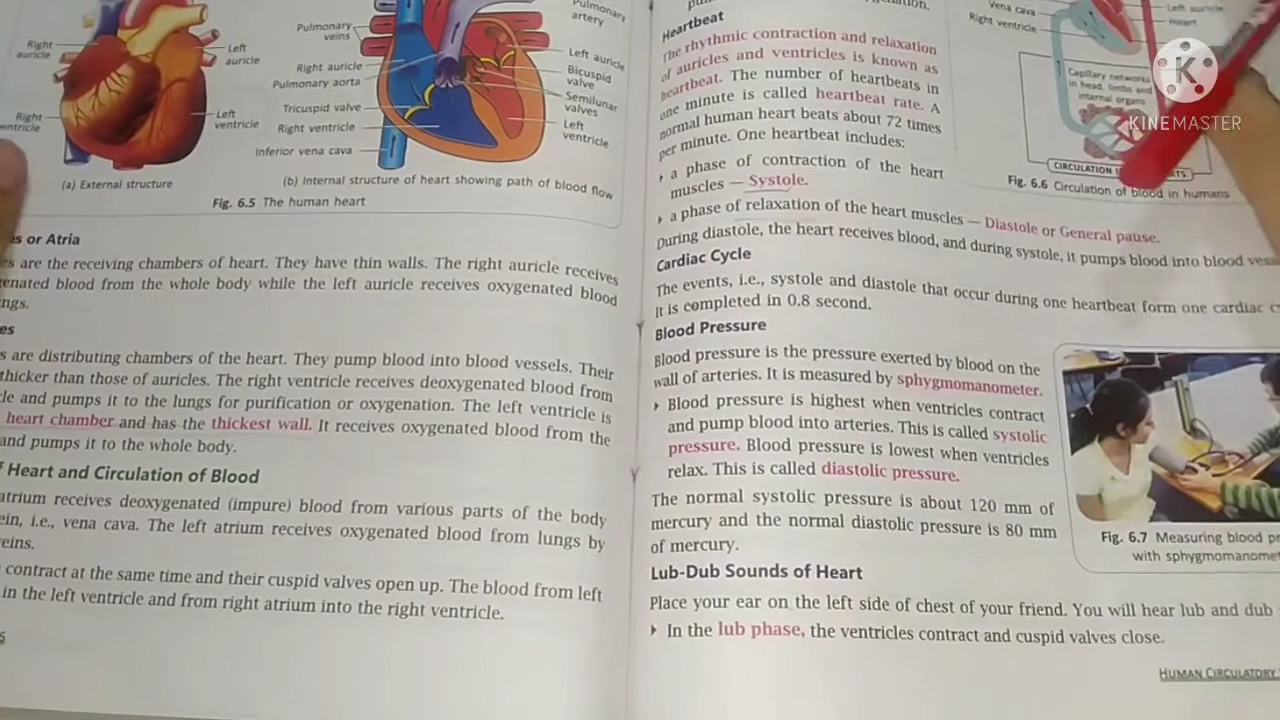 Right
auricle
Left
auricle
Right
Left
ventricle
(a) External structure
Pulmonary
veins
Right auricle
Pulmonary aorta
Tricuspid valve
Right ventricle
Inferior vena cava
Pulmonary
artery
Left auricle
Bicuspid
valve
Semilunar
valves
Left
ventricle
(b) Internal structure of heart showing path of blood flow
Fig. 6.5 The human heart
or Atria
are the receiving chambers of heart. They have thin walls. The right auricle receives
blood from the whole body while the left auricle receives oxygenated blood
are distributing chambers of the heart. They pump blood into blood vessels. Their
thicker than those of auricles. The right ventricle receives deoxygenated blood from
and pumps it to the lungs for purification or oxygenation. The left ventricle is
heart chamber and has the thickest wall. It receives oxygenated blood from the
and pumps it to the whole body.
Heart and Circulation of Blood
atrium receives deoxygenated (impure) blood from various parts of the body
i.e., vena cava. The left atrium receives oxygenated blood from lungs by
contract at the same time and their cuspid valves open up. The blood from left
in the left ventricle and from right atrium into the right ventricle.
Heartbeat
The rhythmic contraction and relaxation
of auricles and ventricles is known as
heartbeat. The number of heartbeats in
one minute is called heartbeat rate. A
normal human heart beats about 72 times
per minute. One heartbeat includes:
a phase of contraction of the heart
muscles — Systole.
a phase of relaxation of the heart muscles — Diastole or General pause.
During diastole, the heart receives blood, and during systole, it pumps blood into blood
Cardiac Cycle
The events, i.e., systole and diastole that occur during one heartbeat form one cardiac
It is completed in 0.8 second.
Blood Pressure
Blood pressure is the pressure exerted by blood on the
wall of arteries. It is measured by sphygmomanometer.
Blood pressure is highest when ventricles contract
and pump blood into arteries. This is called systolic
pressure. Blood pressure is lowest when ventricles
relax. This is called diastolic pressure.
The normal systolic pressure is about 120 mm of
mercury and the normal diastolic pressure is 80 mm
of mercury.
Lub-Dub Sounds of Heart
Place your ear on the left side of chest of your friend. You will hear lub and dub
In the lub phase, the ventricles contract and cuspid valves close.
Vena cava
Right ventricle
Left auricle
Heart
Capillary networks
in head, limbs and
internal organs
CIRCULATION
Fig. 6.6 Circulation of blood in humans
Fig. 6.7 Measuring blood
with
HUMAN CIRCULATORY
K
KINEMASTER